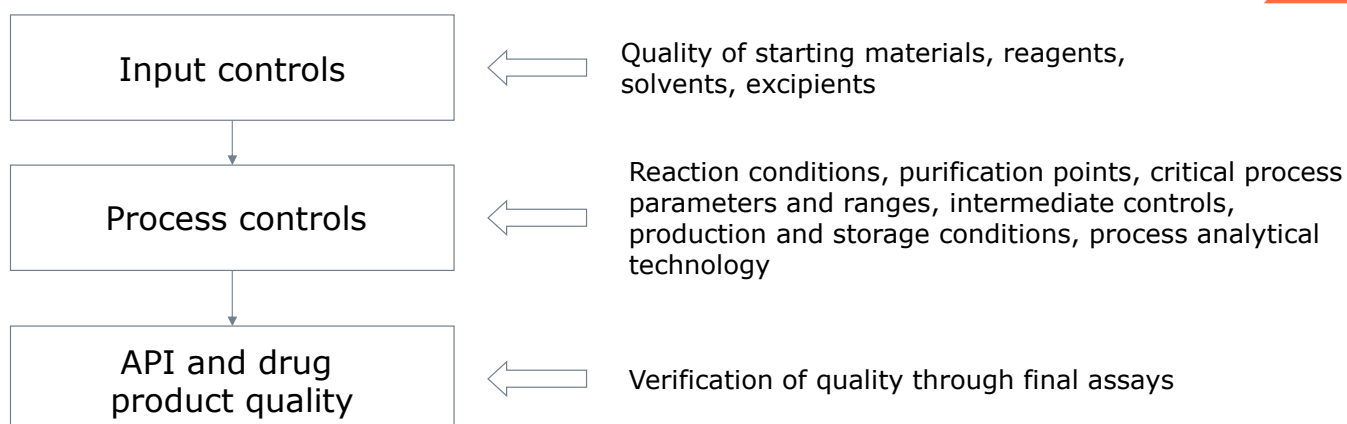 Input controls
Quality of starting materials, reagents,
solvents, excipients
Process controls
Reaction conditions, purification points, critical process
parameters and ranges, intermediate controls,
production and storage conditions, process analytical
technology
API and drug
product quality
Verification of quality through final assays